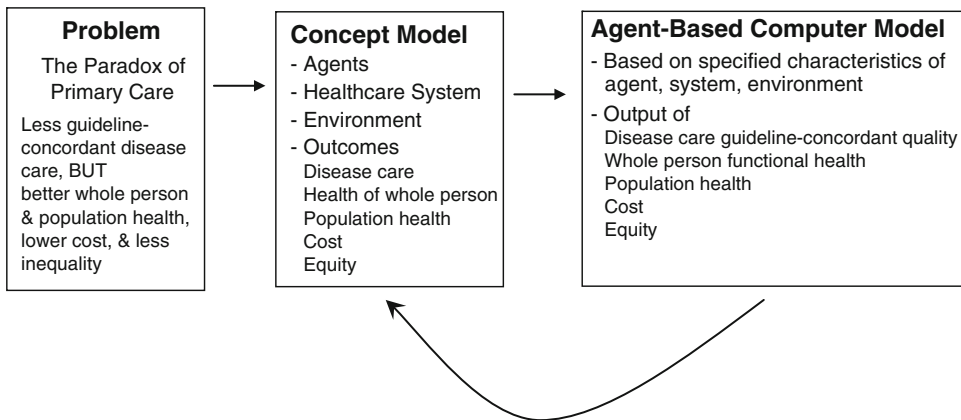 Problem
The Paradox of
Primary Care
Less guideline-
concordant disease
care, BUT
better whole person
& population health,
lower cost, & less
inequality
Concept Model
- Agents
- Healthcare System
- Environment
- Outcomes
Disease care
Health of whole person
Population health
Cost
Equity
Agent-Based Computer Model
- Based on specified characteristics of
agent, system, environment
- Output of
Disease care guideline-concordant quality
Whole person functional health
Population health
Cost
Equity